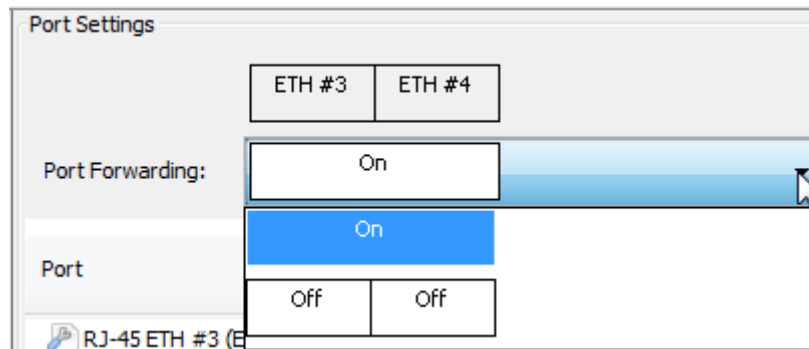 Port Settings
ETH #3 ETH #4
Port Forwarding: On
On
Port
Off Off
RJ-45 ETH #3 (E